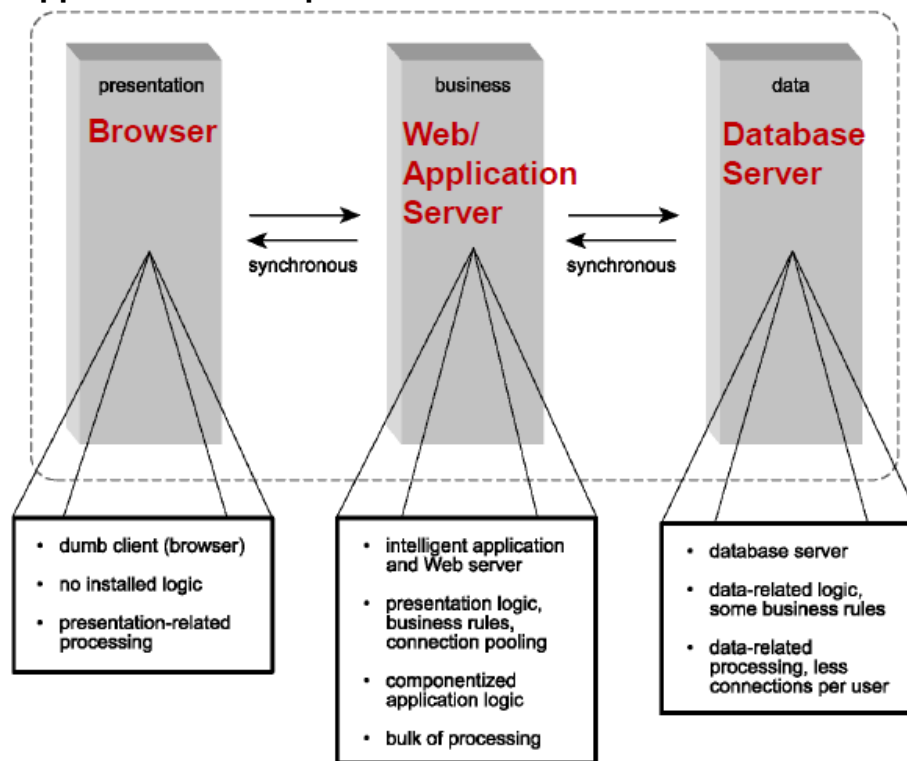 presentation
Browser
business
Web/
Application
Server
data
Database
Server
synchronous
synchronous
• dumb client (browser)
• no installed logic
• presentation-related
processing
• intelligent application
and Web server
• presentation logic,
business rules,
connection pooling
• componentized
application logic
• bulk of processing
• database server
• data-related logic,
some business rules
• data-related
processing, less
connections per user